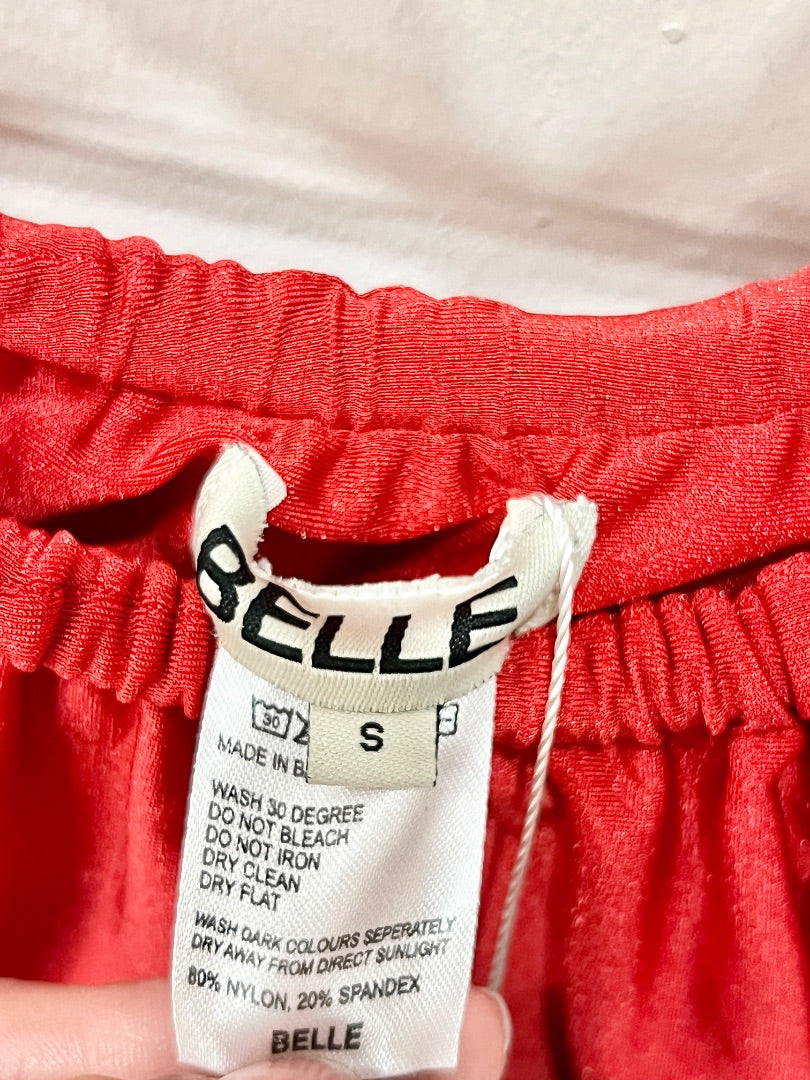 BELLE
S
30
MADE IN
WASH 30 DEGREE
DO NOT BLEACH
DO NOT IRON
DRY CLEAN
DRY FLAT
WASH DARK COLOURS SEPERATELY
DRY AWAY FROM DIRECT SUNLIGHT
80% NYLON, 20% SPANDEX
BELLE